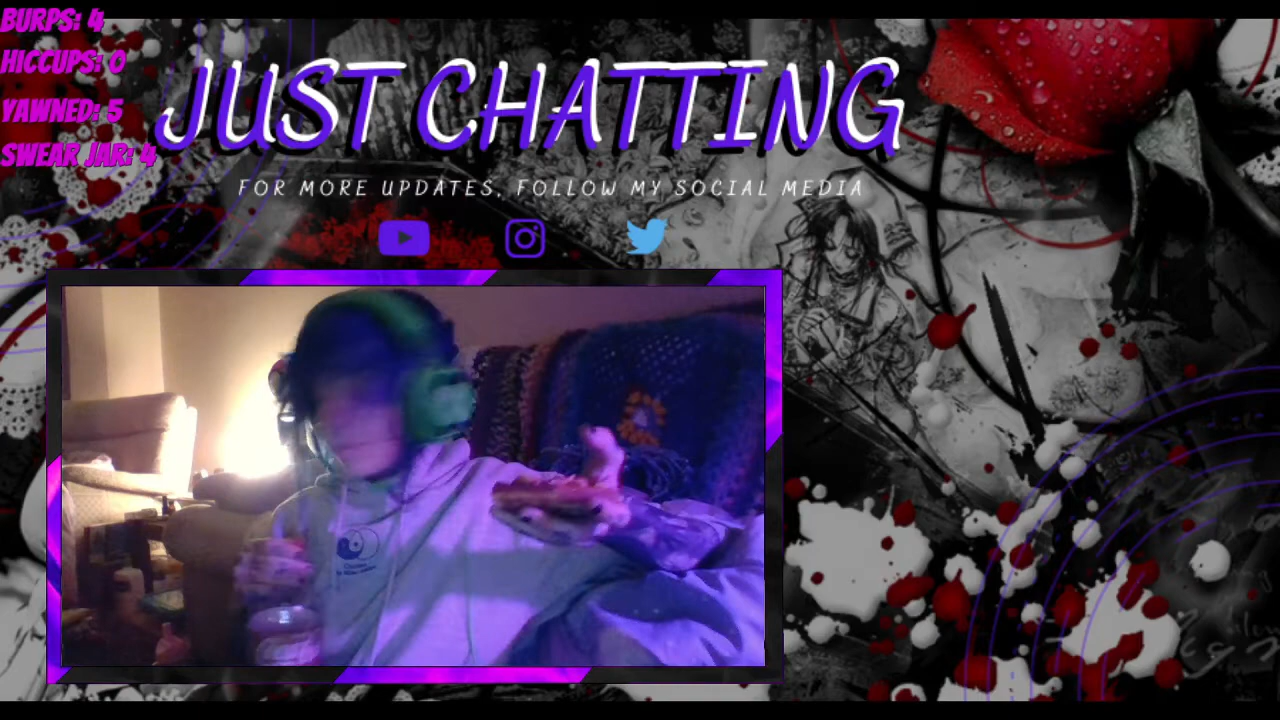 BURPS: 4
HICCUPS: 0
YAWNED: 5
SWEAR JAR: 4
JUST CHATTING
FOR MORE UPDATES, FOLLOW MY SOCIAL MEDIA